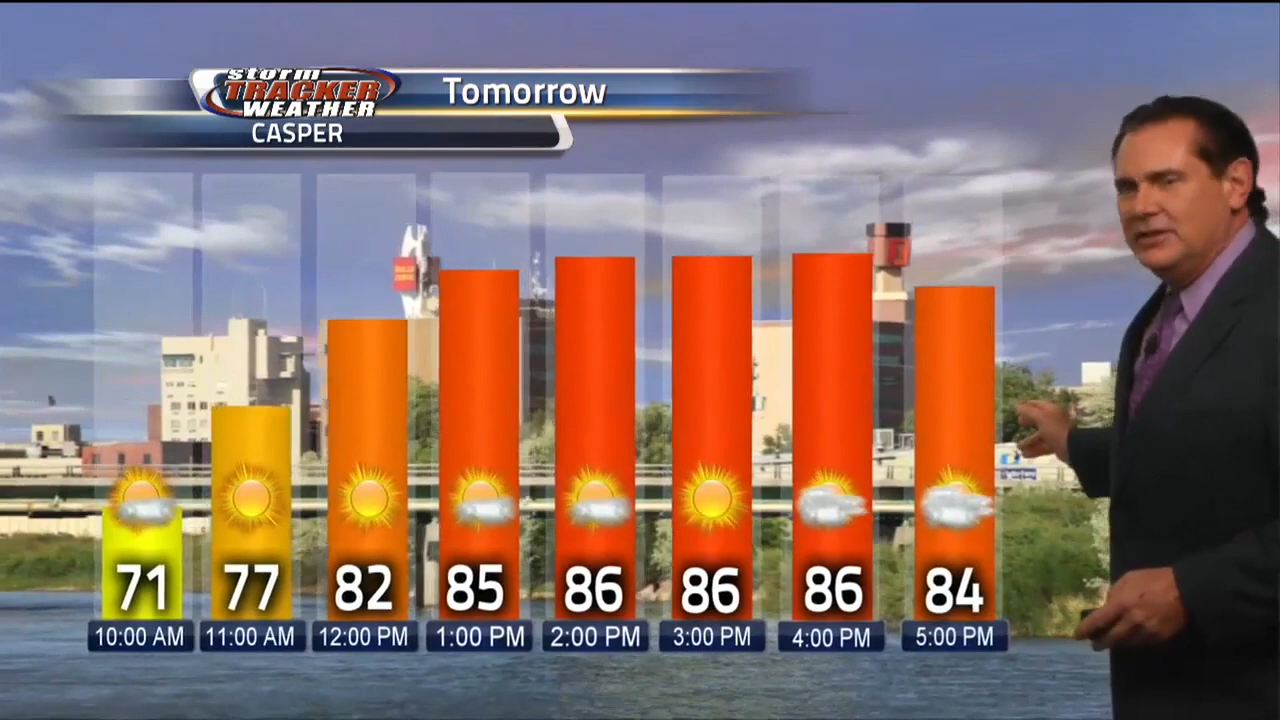 storm
TRACKER
WEATHER
Tomorrow
CASPER
71 77 82 85 86 86 86 84
10:00 AM 11:00 AM 12:00 PM 1:00 PM 2:00 PM 3:00 PM 4:00 PM 5:00 PM